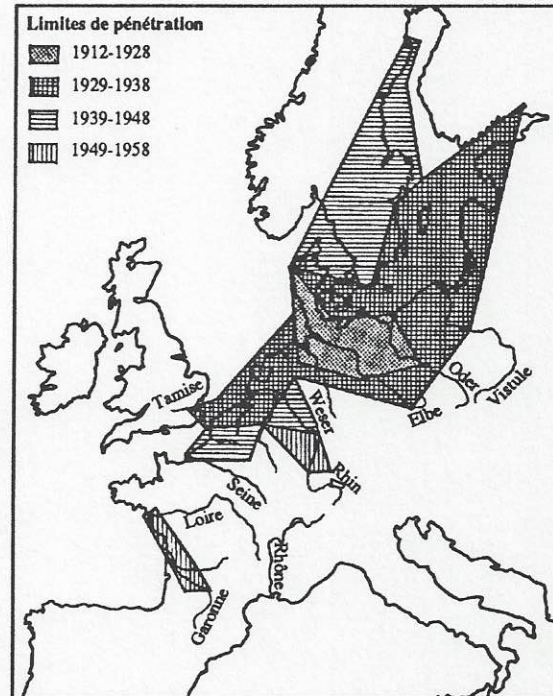 Limites de pénétration
1912-1928
1929-1938
1939-1948
1949-1958
Tamise
Weser
Oder
Elbe
Vistule
Rhin
Seine
Loire
Rhône
Garonne